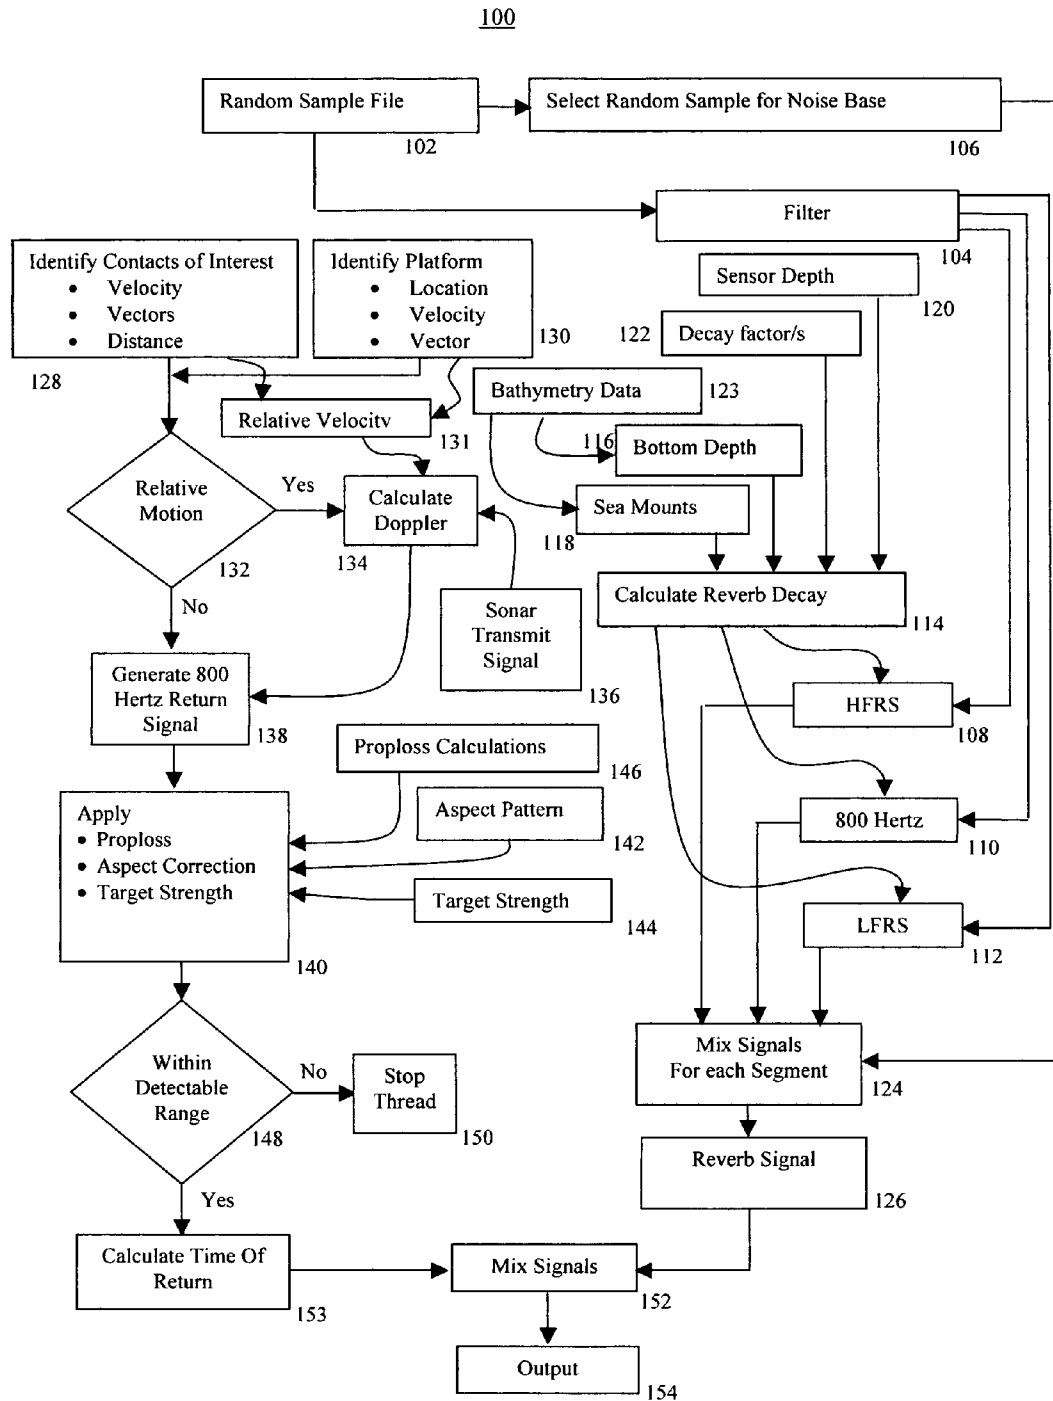 100
Random Sample File
102
Select Random Sample for Noise Base
106
Filter
104
Identify Contacts of Interest
• Velocity
• Vectors
• Distance
128
Identify Platform
• Location
• Velocity
• Vector
130
Sensor Depth
120
122
Decay factor/s
Bathymetry Data
123
Relative Velocity
131
116
Bottom Depth
Relative
Motion
132
Yes
No
Calculate
Doppler
134
Sea Mounts
118
Sonar
Transmit
Signal
136
Calculate Reverb Decay
114
Generate 800
Hertz Return
Signal
138
HFRS
108
Proploss Calculations
146
Aspect Pattern
142
800 Hertz
110
Apply
• Proploss
• Aspect Correction
• Target Strength
140
Target Strength
144
LFRS
112
Within
Detectable
Range
148
No
Yes
Stop
Thread
150
Mix Signals
For each Segment
124
Reverb Signal
126
Calculate Time Of
Return
153
Mix Signals
152
Output
154